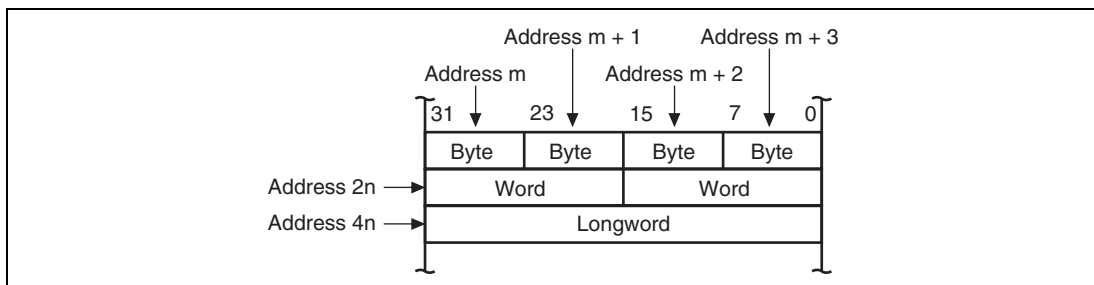 Address m + 1 Address m + 3
Address m Address m + 2
31 23 15 7 0
Byte Byte Byte Byte
Address 2n Word Word
Address 4n Longword